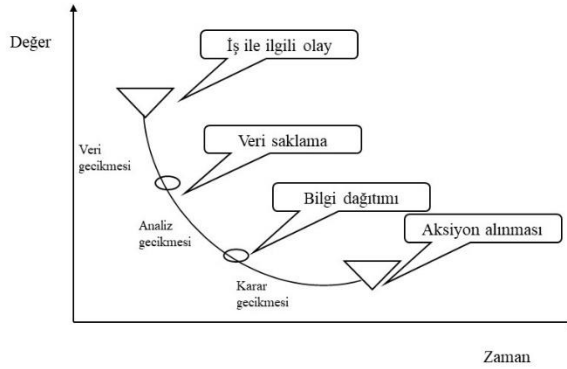 Değer
İş ile ilgili olay
Veri
gecikmesi
Veri saklama
Analiz
gecikmesi
Bilgi dağıtımı
Aksiyon alınması
Karar
gecikmesi
Zaman